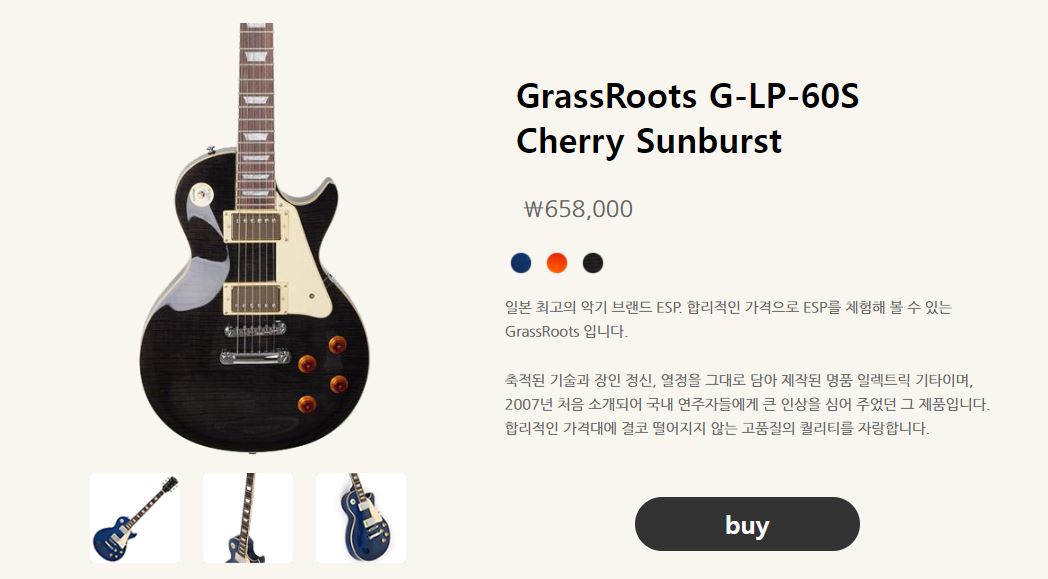 GrassRoots G-LP-60S
Cherry Sunburst
₩658,000
일본 최고의 악기 브랜드 ESP. 합리적인 가격으로 ESP를 체험해 볼 수 있는
GrassRoots 입니다.
축적된 기술과 장인 정신, 열정을 그대로 담아 제작된 명품 일렉트릭 기타이며,
2007년 처음 소개되어 국내 연주자들에게 큰 인상을 심어 주었던 그 제품입니다.
합리적인 가격대에 결코 떨어지지 않는 고품질의 퀄리티를 자랑합니다.
buy